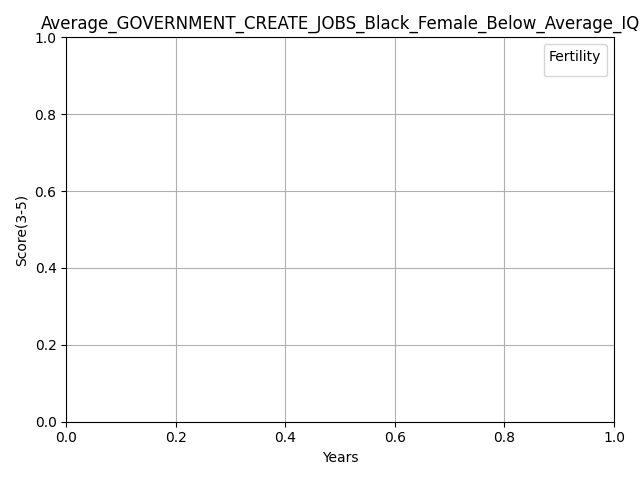 Average_GOVERNMENT_CREATE_JOBS_Black_Female_Below_Average_IQ
Fertility
1.0
0.8
0.6
0.4
0.2
0.0
Score(3-5)
0.0 0.2 0.4 0.6 0.8 1.0
Years